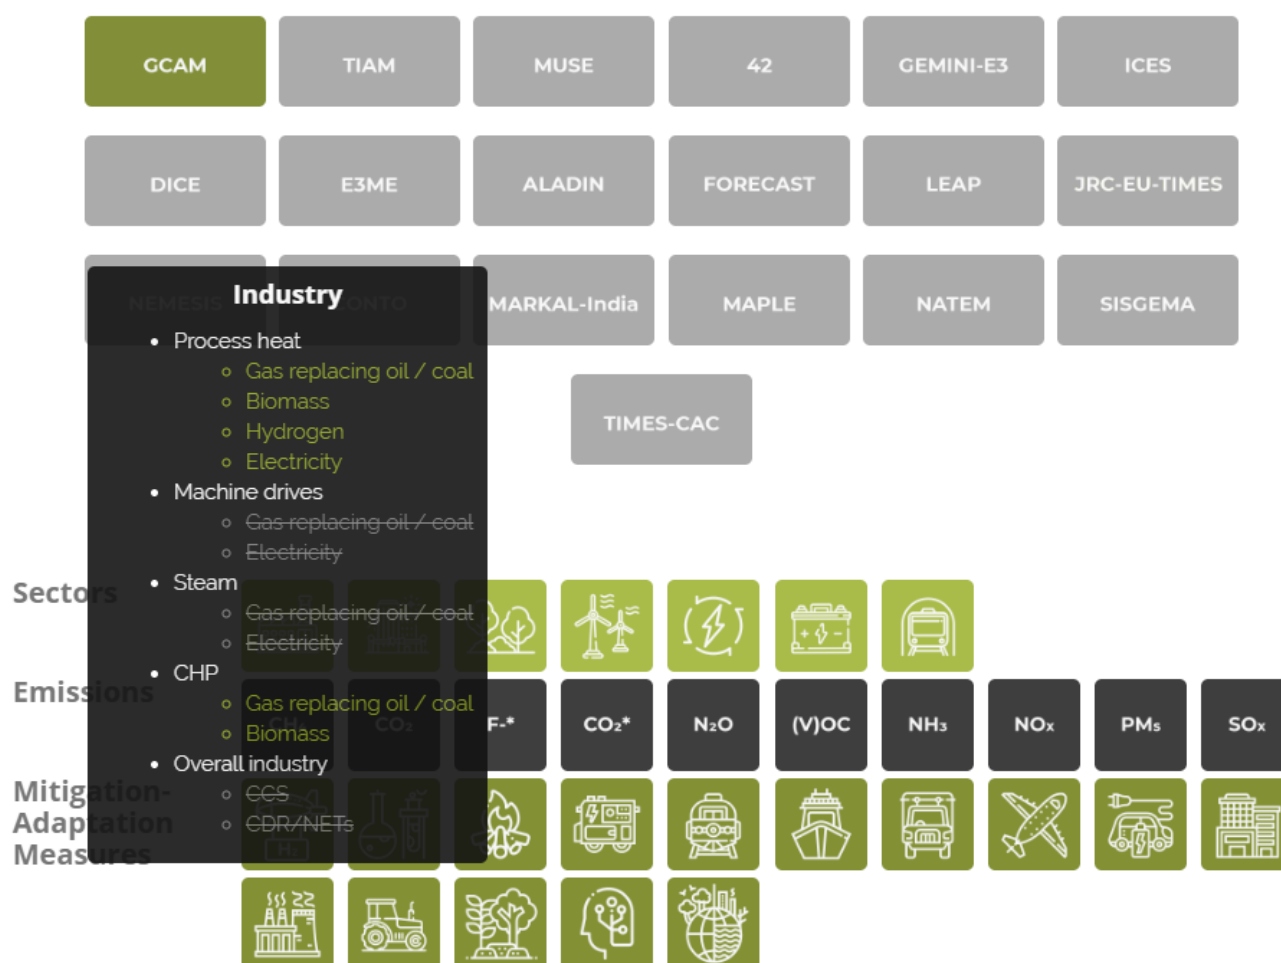 GCAM
TIAM
MUSE
42
GEMINI-E3
ICES
DICE
E3ME
ALADIN
FORECAST
LEAP
JRC-EU-TIMES
NEMESIS
MARKAL-India
MAPLE
NATEM
SISGEMA
TIMES-CAC
Industry
Process heat
Gas replacing oil / coal
Biomass
Hydrogen
Electricity
Machine drives
Gas replacing oil / coal
Electricity
Steam
Gas replacing oil / coal
Electricity
CHP
Gas replacing oil / coal
Biomass
Overall industry
CCS
CDR/NETs
Sectors
Emissions
CH₄
CO₂
F-*
CO₂*
N₂O
(V)OC
NH₃
NOₓ
PMₛ
SOₓ
Mitigation-
Adaptation
Measures
H₂